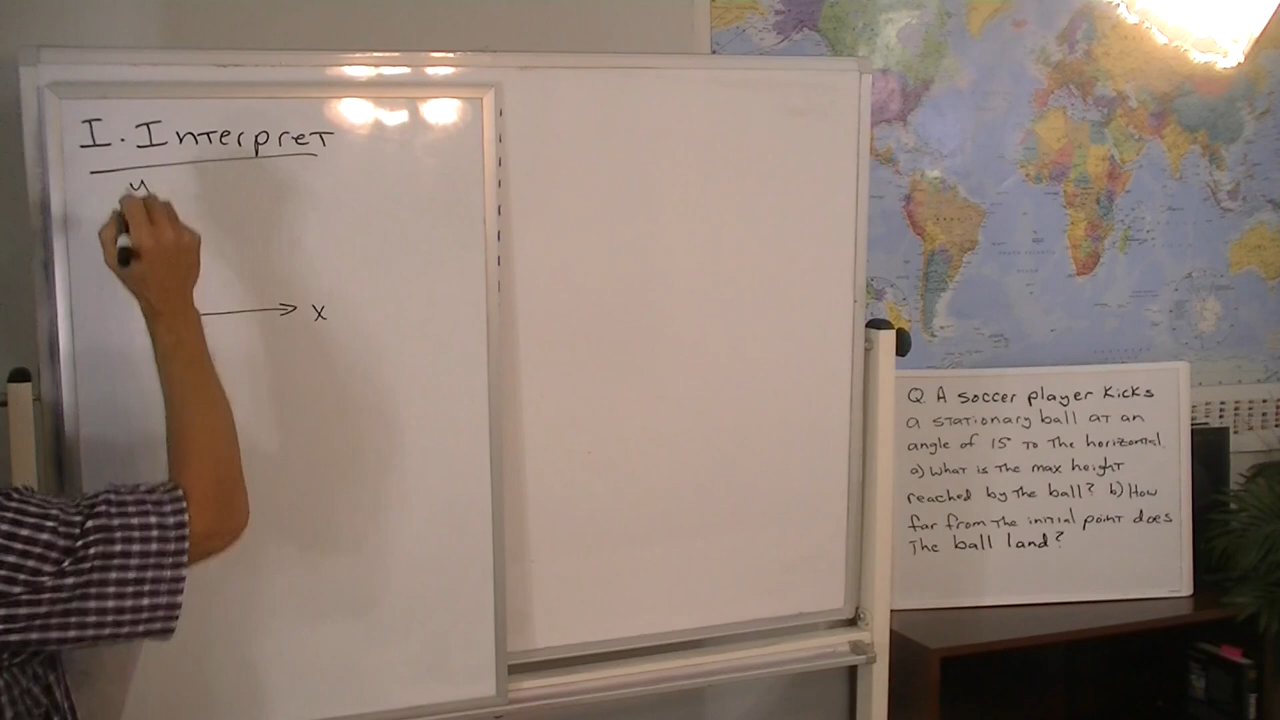 I. Interpret
y
x
Q. A soccer player kicks
a stationary ball at an
angle of 15° to the horizontal.
a) What is the max height
reached by the ball? b) How
far from the initial point does
the ball land?